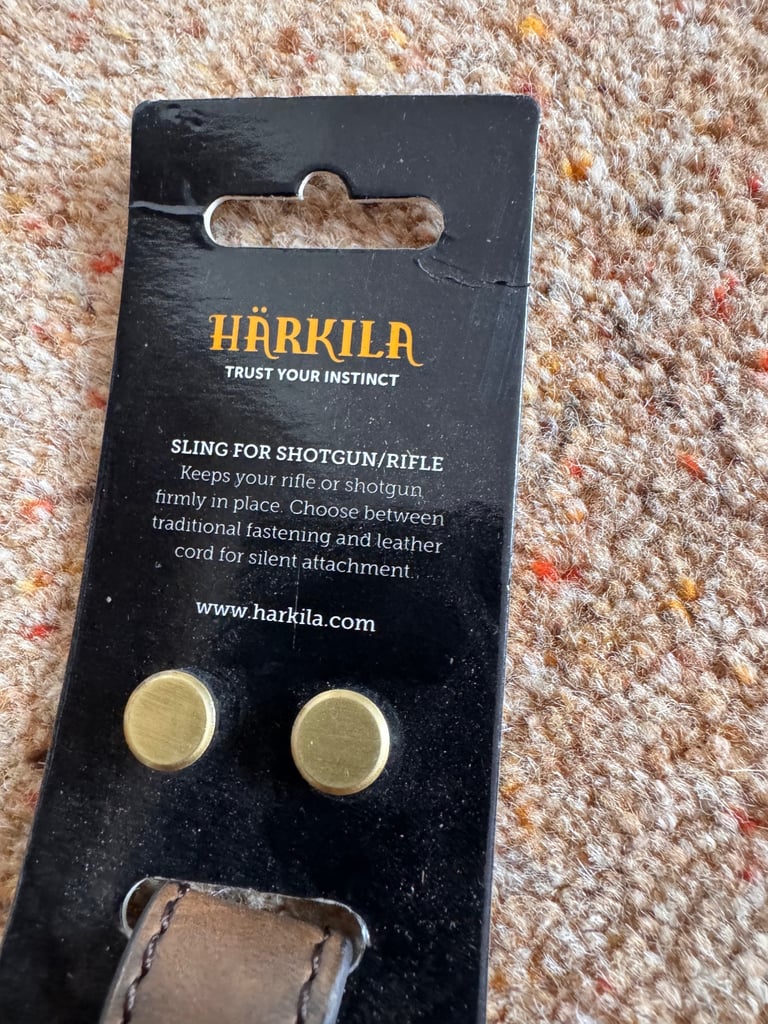 HÄRKILA
TRUST YOUR INSTINCT
SLING FOR SHOTGUN/RIFLE
Keeps your rifle or shotgun
firmly in place. Choose between
traditional fastening and leather
cord for silent attachment.
www.harkila.com